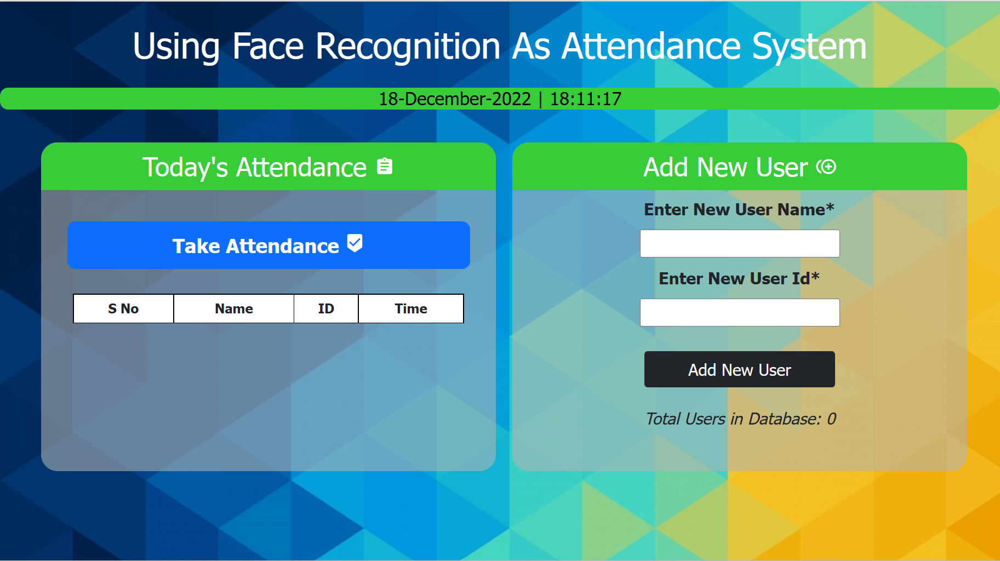 Using Face Recognition As Attendance System
18-December-2022 | 18:11:17
Today's Attendance
Take Attendance
S No Name ID Time
Add New User
Enter New User Name*
Enter New User Id*
Add New User
Total Users in Database: 0